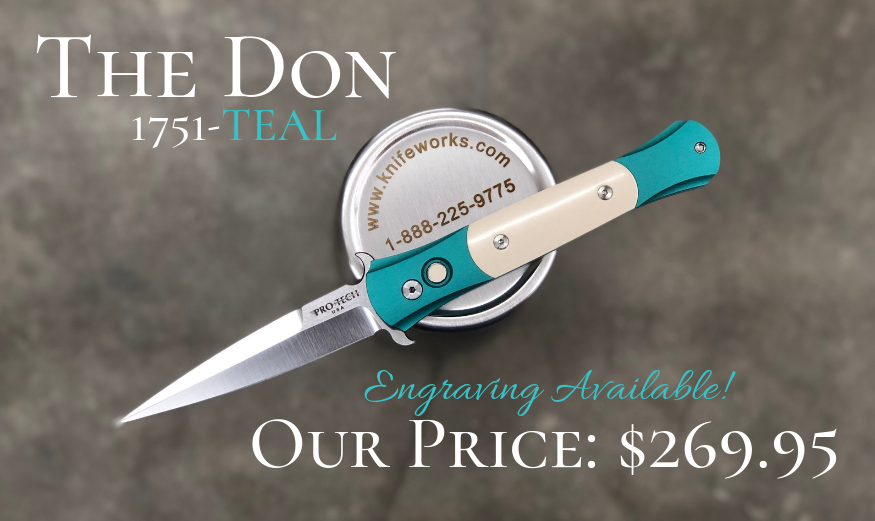 The Don
1751-TEAL
www.knifeworks.com
1-888-225-9775
PRO-TECH
USA
Engraving Available!
Our Price: $269.95